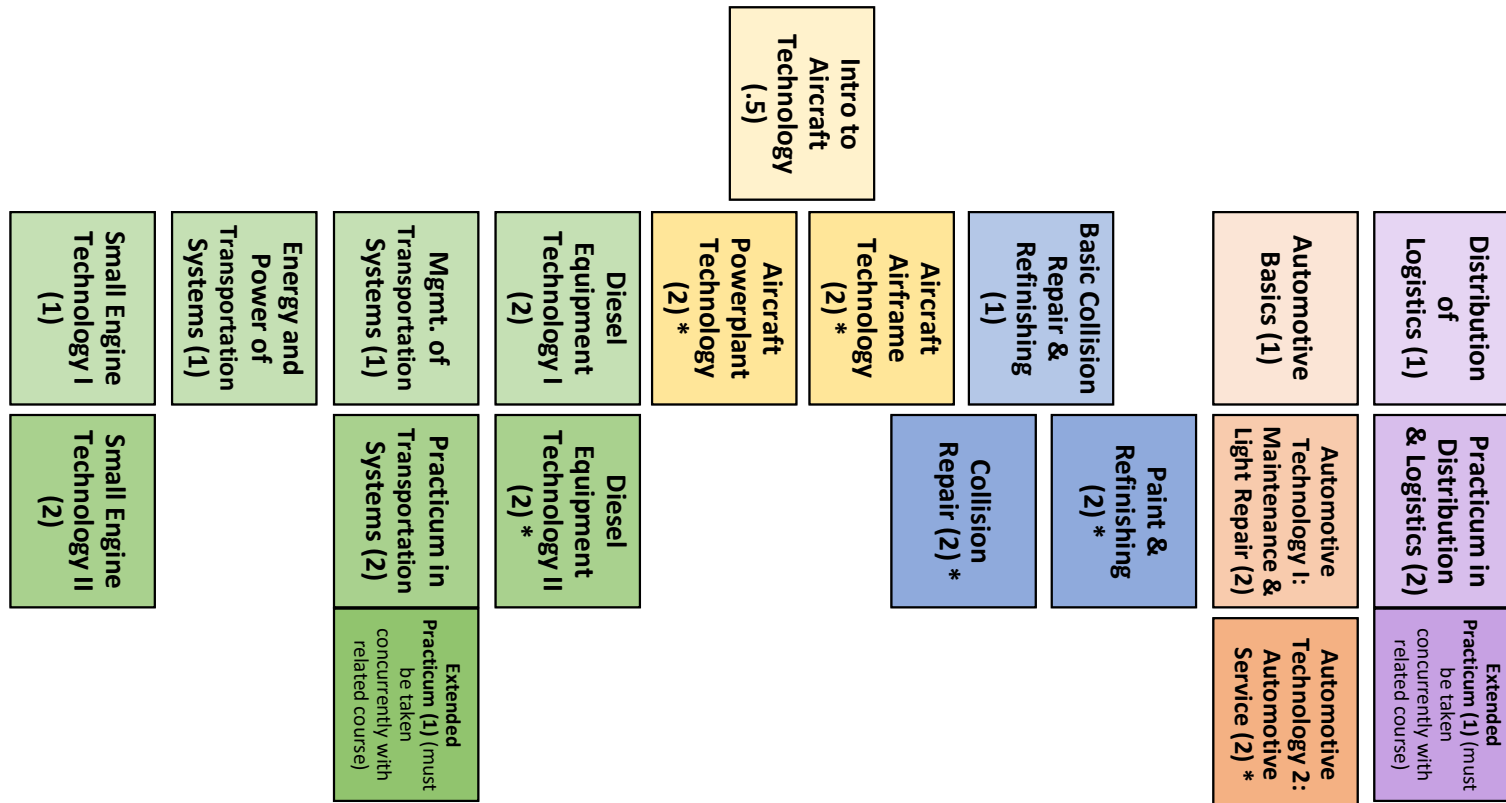 Distribution
of
Logistics (1)
Practicum in
Distribution
& Logistics (2)
Extended
Practicum (1) (must
be taken
concurrently with
related course)
Automotive
Basics (1)
Automotive
Technology I:
Maintenance &
Light Repair (2)
Automotive
Technology 2:
Automotive
Service (2) *
Basic Collision
Repair &
Refinishing
(1)
Paint &
Refinishing
(2) *
Collision
Repair (2) *
Intro to
Aircraft
Technology
(.5)
Aircraft
Airframe
Technology
(2) *
Aircraft
Powerplant
Technology
(2) *
Diesel
Equipment
Technology I
(2)
Diesel
Equipment
Technology II
(2) *
Mgmt. of
Transportation
Systems (1)
Practicum in
Transportation
Systems (2)
Extended
Practicum (1) (must
be taken
concurrently with
related course)
Energy and
Power of
Transportation
Systems (1)
Small Engine
Technology I
(1)
Small Engine
Technology II
(2)